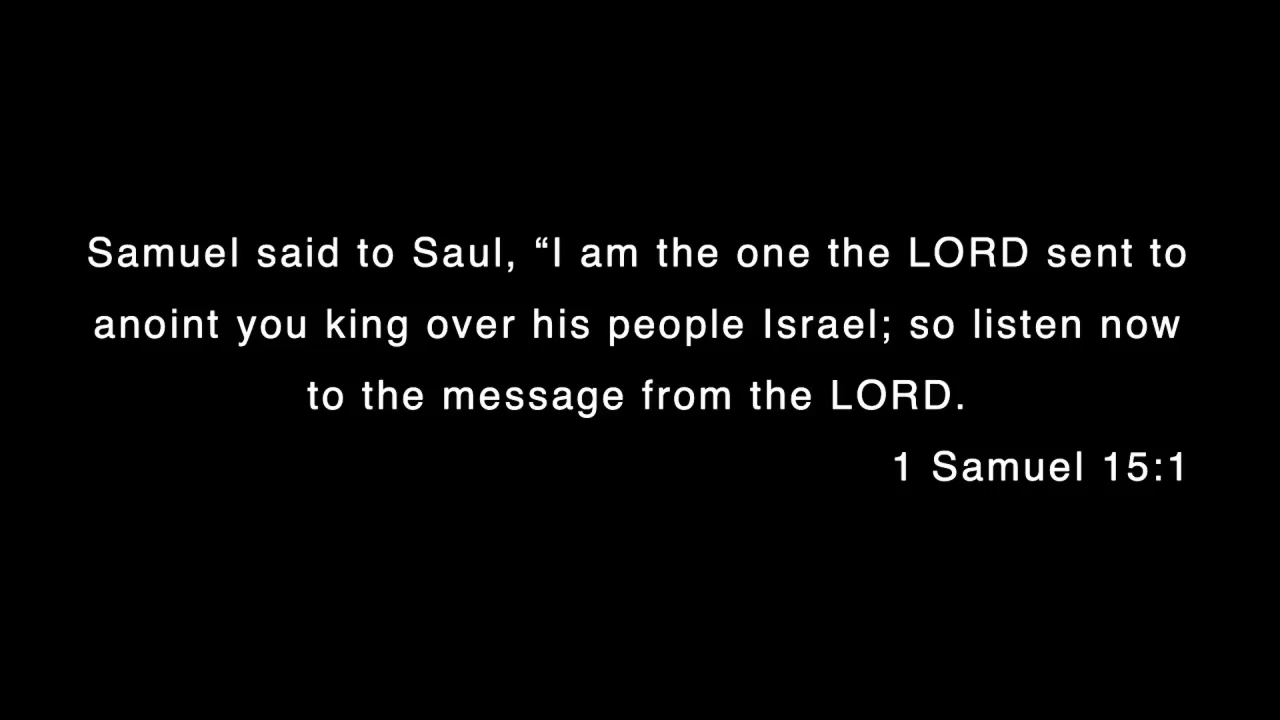 Samuel said to Saul, “I am the one the LORD sent to
anoint you king over his people Israel; so listen now
to the message from the LORD.
1 Samuel 15:1